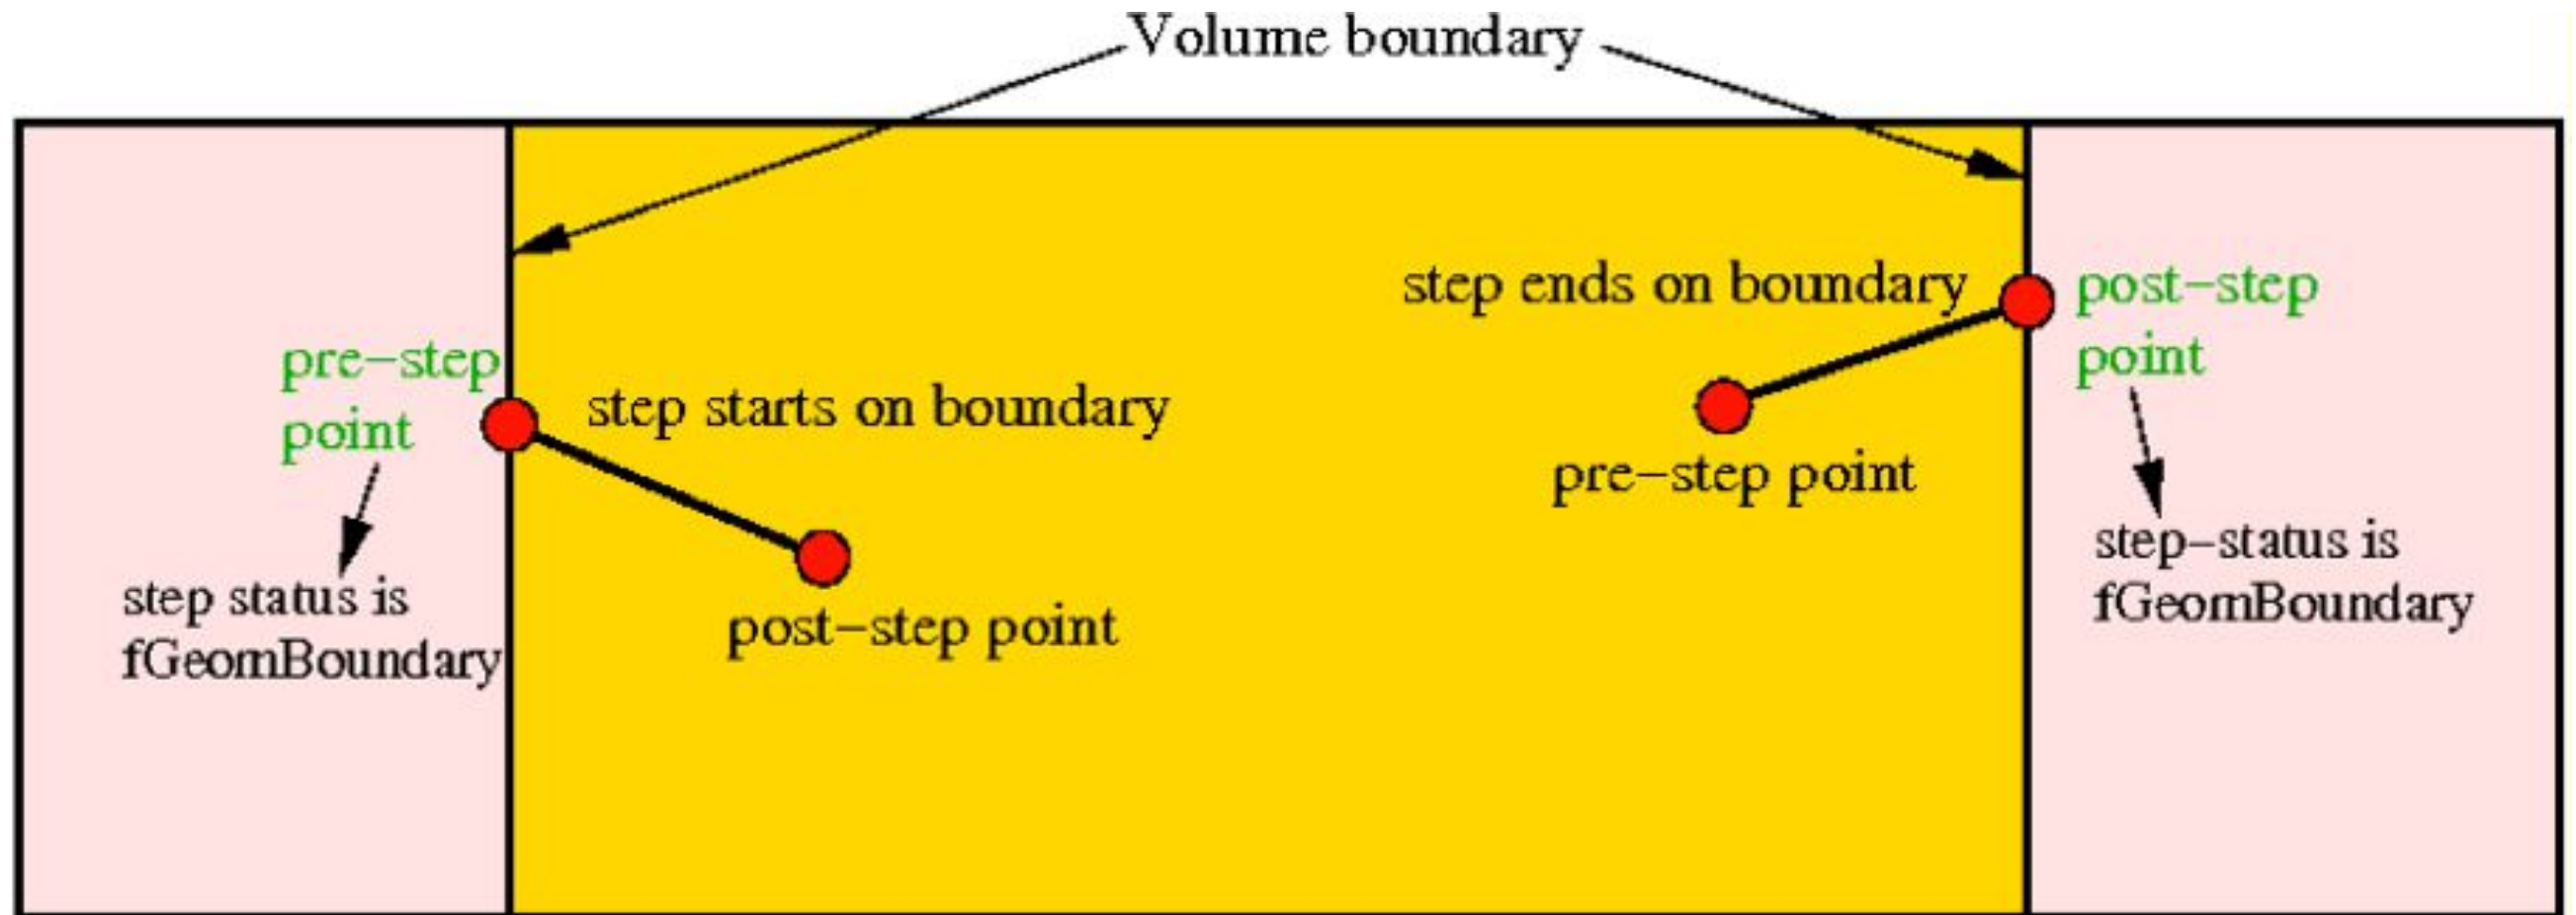 Volume boundary
pre−step
point
step starts on boundary
post−step point
step status is
fGeomBoundary
step ends on boundary
pre−step point
post−step
point
step−status is
fGeomBoundary